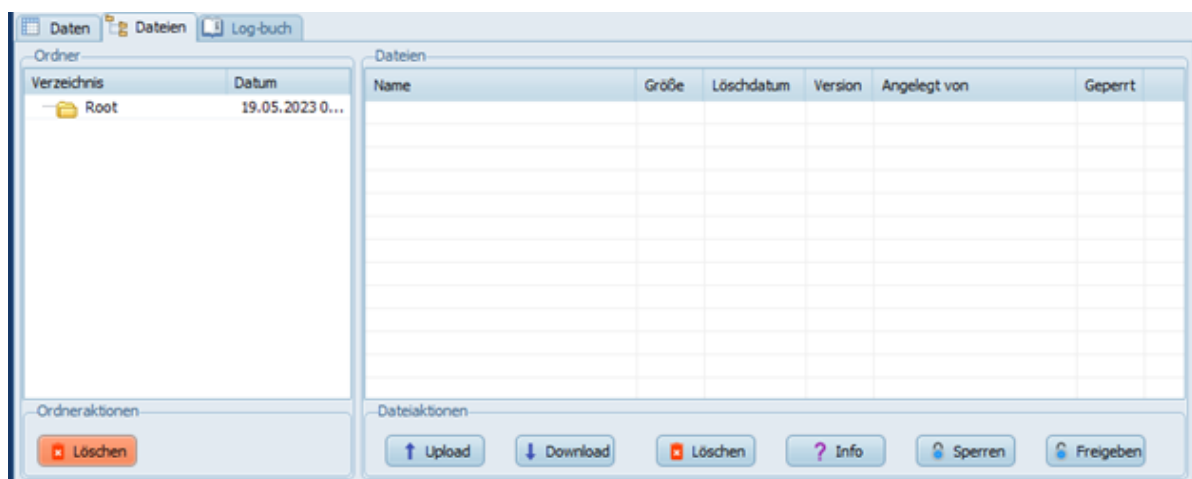 Daten Dateien Log-buch
Ordner
Verzeichnis Datum
Root 19.05.2023 0...
Ordneraktionen
Löschen
Dateien
Name Größe Löschdatum Version Angelegt von Geperrt
Dateiaktionen
Upload Download Löschen ? Info Sperren Freigeben